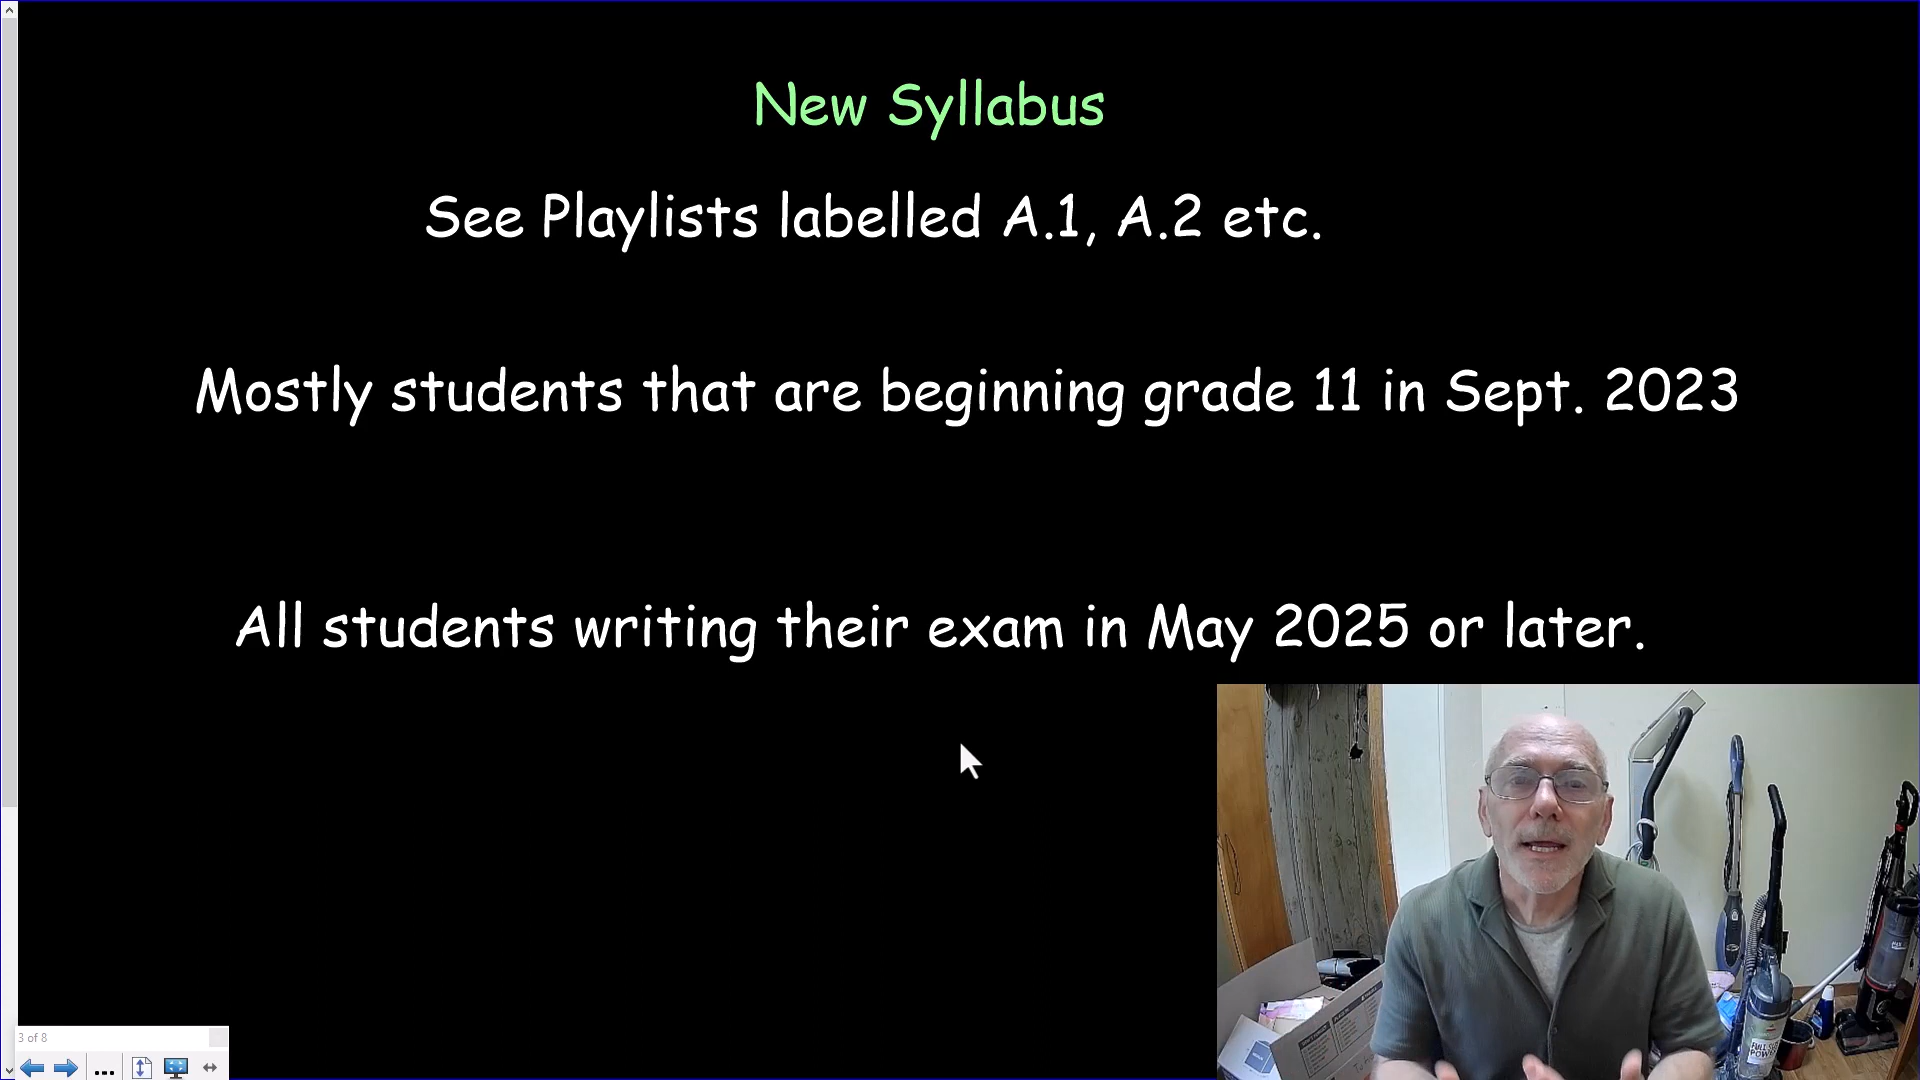 New Syllabus
See Playlists labelled A.1, A.2 etc.
Mostly students that are beginning grade 11 in Sept. 2023
All students writing their exam in May 2025 or later.
3 of 8